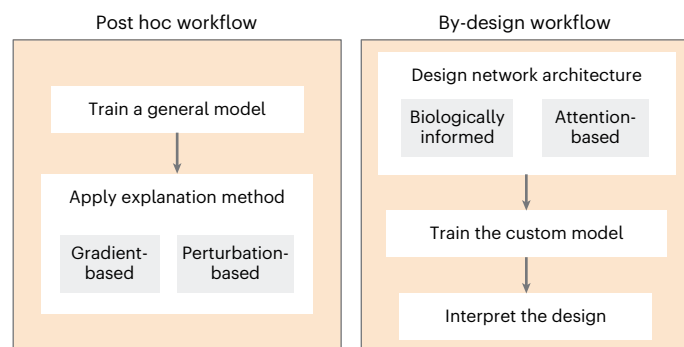 Post hoc workflow
Train a general model
Apply explanation method
Gradient-
based
Perturbation-
based
By-design workflow
Design network architecture
Biologically
informed
Attention-
based
Train the custom model
Interpret the design